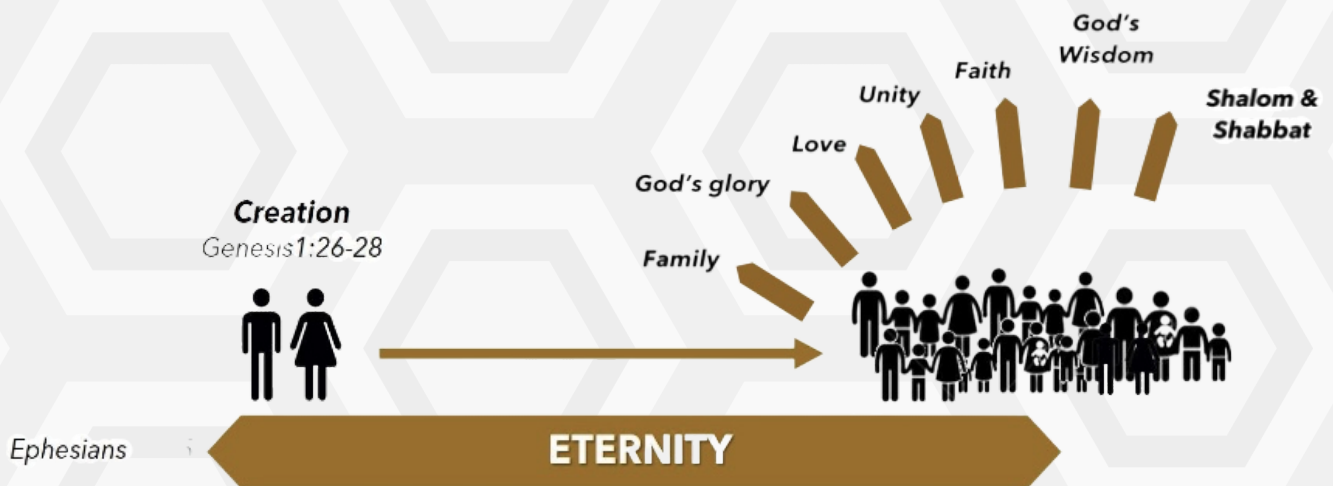 God's
Wisdom
Faith
Unity
Shalom &
Shabbat
Love
God's glory
Creation
Genesis1:26-28
Family
Ephesians
ETERNITY